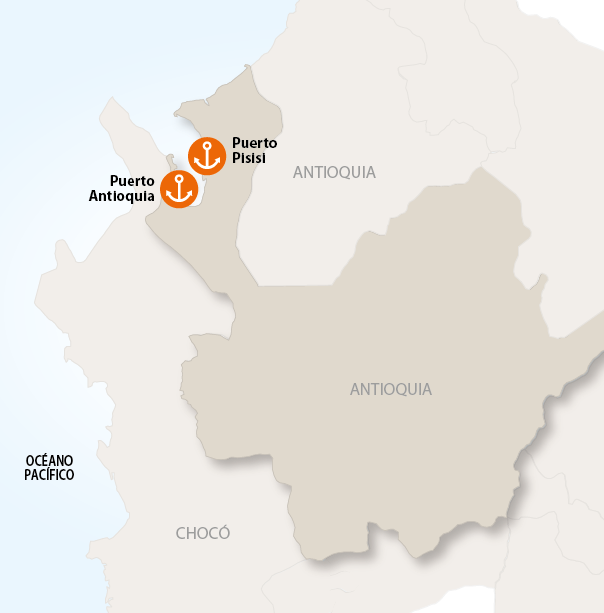 Puerto
Pisisi
ANTIOQUIA
Puerto
Antioquia
ANTIOQUIA
OCÉANO
PACÍFICO
CHOCÓ